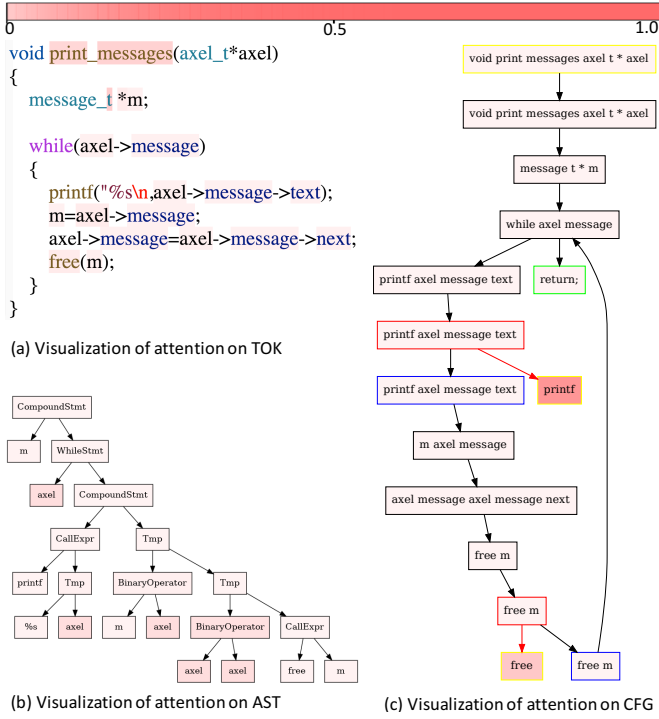 0.5
1.0
void print_messages(axel_t*axel)
{
message_t *m;
while(axel->message)
{
printf("%s\n,axel->message->text);
m=axel->message;
axel->message=axel->message->next;
free(m);
}
}
(a) Visualization of attention on TOK
CompoundStmt
m
WhileStmt
axel
CompoundStmt
CallExpr
Tmp
printf
Tmp
BinaryOperator
Tmp
%s
axel
m
axel
BinaryOperator
CallExpr
axel
axel
free
m
(b) Visualization of attention on AST
void print messages axel t * axel
void print messages axel t * axel
message t * m
while axel message
printf axel message text
return;
printf axel message text
printf axel message text
printf
m axel message
axel message axel message next
free m
free m
free
free m
(c) Visualization of attention on CFG